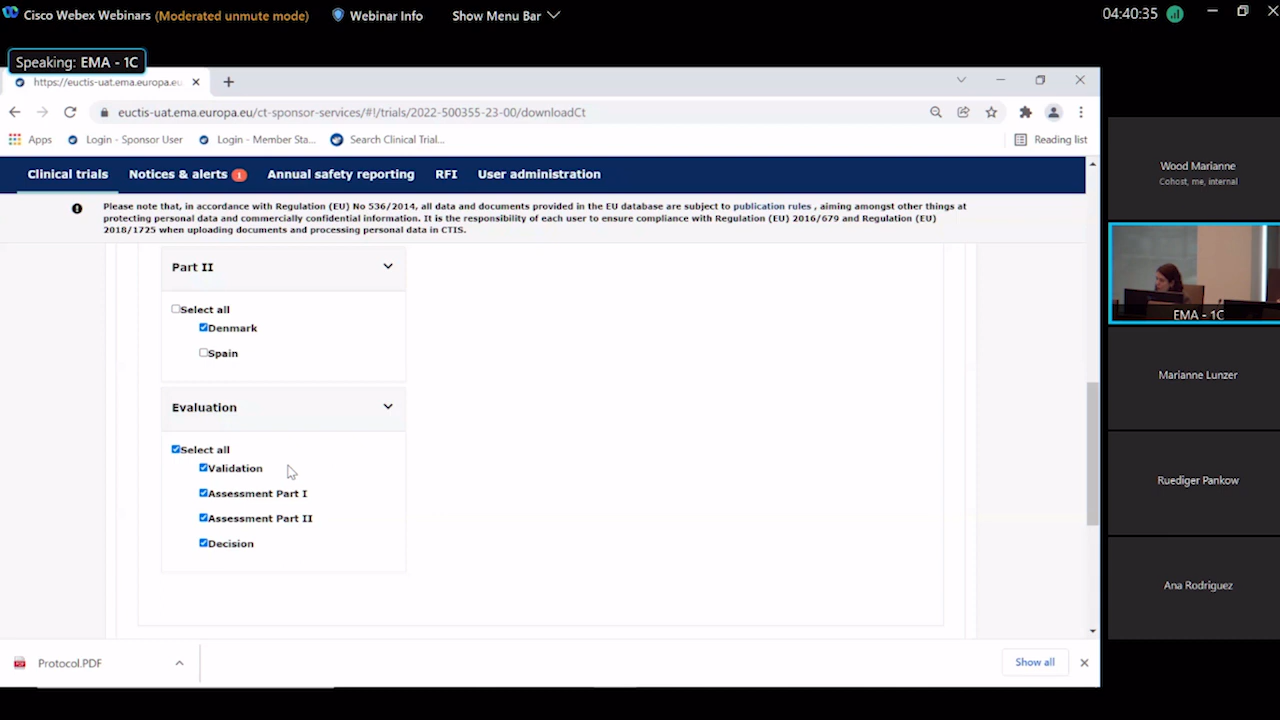 Cisco Webex Webinars (Moderated unmute mode) Webinar Info Show Menu Bar 04:40:35
Speaking: EMA - 1C
https://euctis-uat.ema.europa.eu
euctis-uat.ema.europa.eu/ct-sponsor-services/#!/trials/2022-500355-23-00/downloadCt
Apps Login - Sponsor User Login - Member Sta... Search Clinical Trial... Reading list
Clinical trials Notices & alerts 1 Annual safety reporting RFI User administration
Please note that, in accordance with Regulation (EU) No 536/2014, all data and documents provided in the EU database are subject to publication rules , aiming amongst other things at
protecting personal data and commercially confidential information. It is the responsibility of each user to ensure compliance with Regulation (EU) 2016/679 and Regulation (EU)
2018/1725 when uploading documents and processing personal data in CTIS.
Part II
Select all
Denmark
Spain
Evaluation
Select all
Validation
Assessment Part I
Assessment Part II
Decision
Protocol.PDF Show all
Wood Marianne
Cohost, me, internal
EMA - 1C
Marianne Lunzer
Ruediger Pankow
Ana Rodriguez